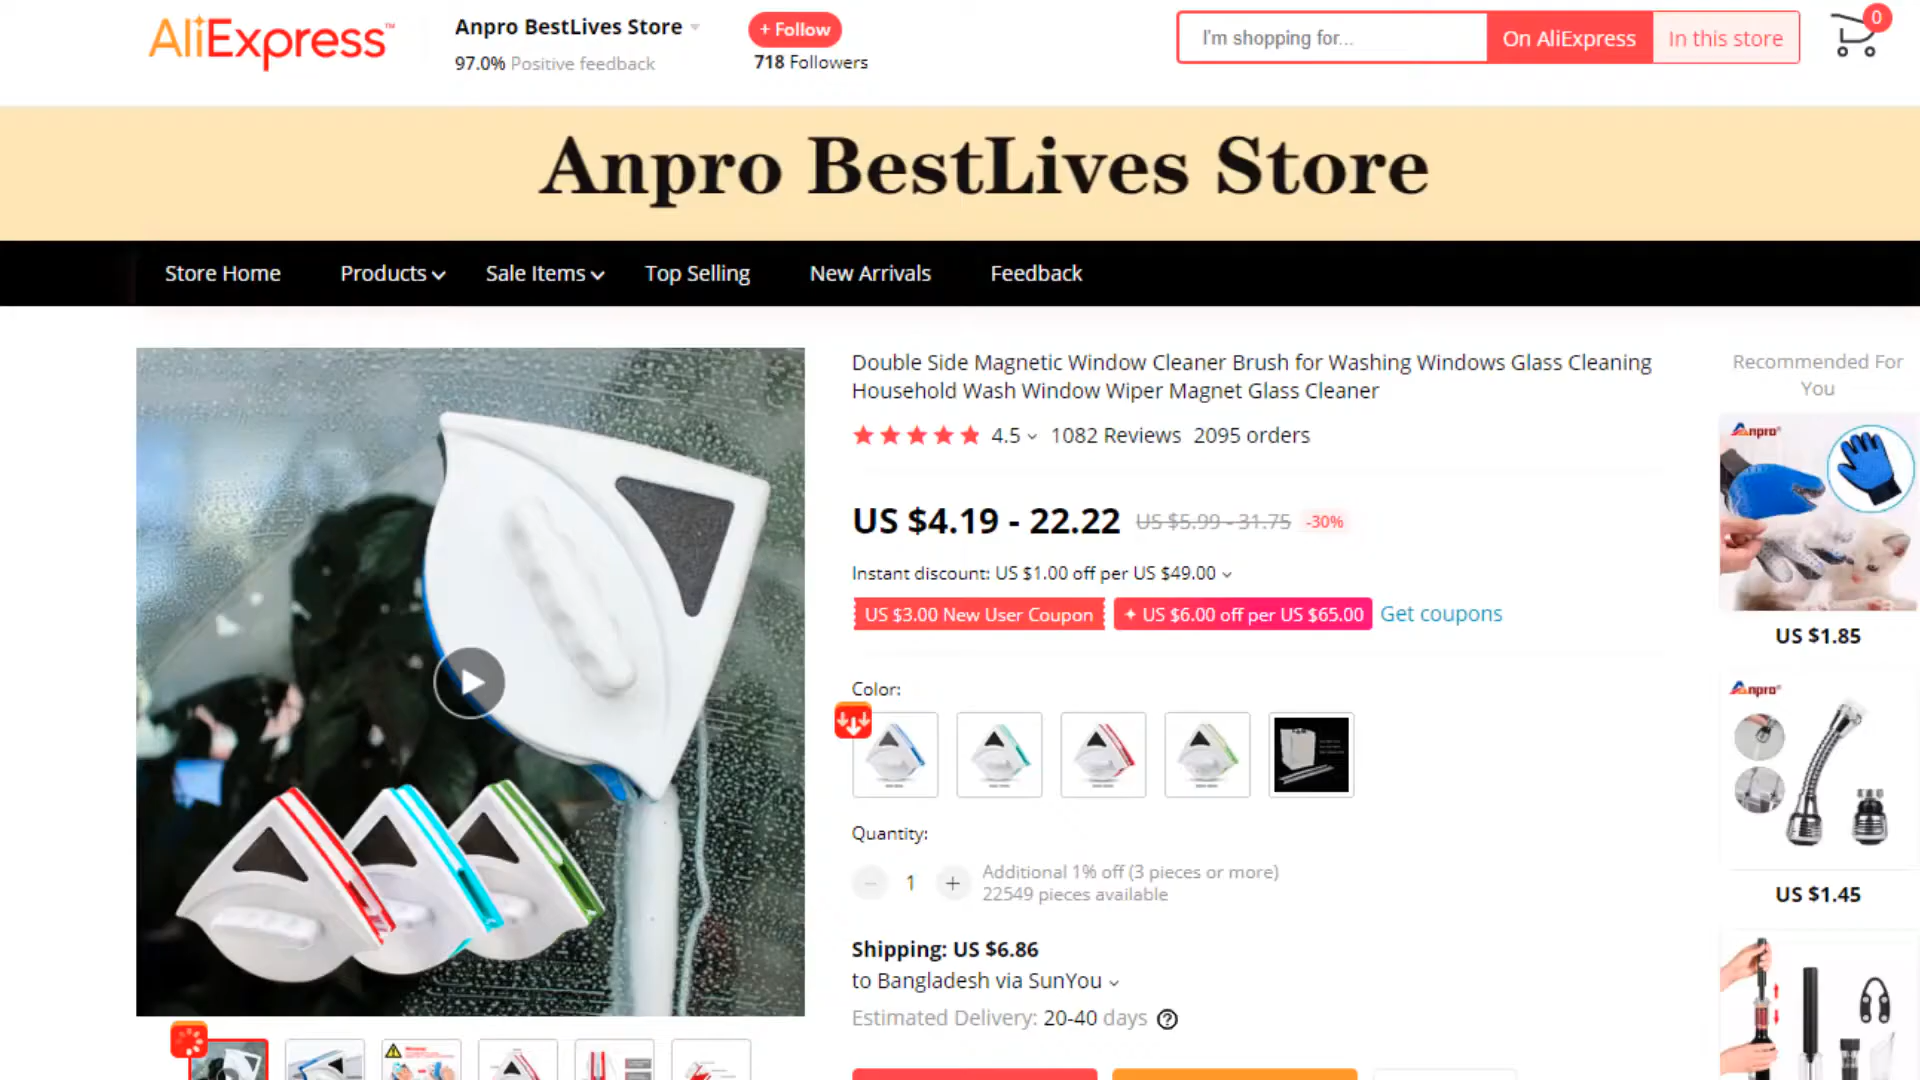 AliExpress™
Anpro BestLives Store
97.0% Positive feedback
+ Follow
718 Followers
I'm shopping for...
On AliExpress
In this store
0
Anpro BestLives Store
Store Home
Products
Sale Items
Top Selling
New Arrivals
Feedback
Double Side Magnetic Window Cleaner Brush for Washing Windows Glass Cleaning
Household Wash Window Wiper Magnet Glass Cleaner
4.5
1082 Reviews
2095 orders
US $4.19 - 22.22
US $5.99 - 31.75
-30%
Instant discount: US $1.00 off per US $49.00
US $3.00 New User Coupon
US $6.00 off per US $65.00
Get coupons
Color:
Quantity:
1
Additional 1% off (3 pieces or more)
22549 pieces available
Shipping: US $6.86
to Bangladesh via SunYou
Estimated Delivery: 20-40 days
Recommended For
You
Anpro®
US $1.85
Anpro®
US $1.45